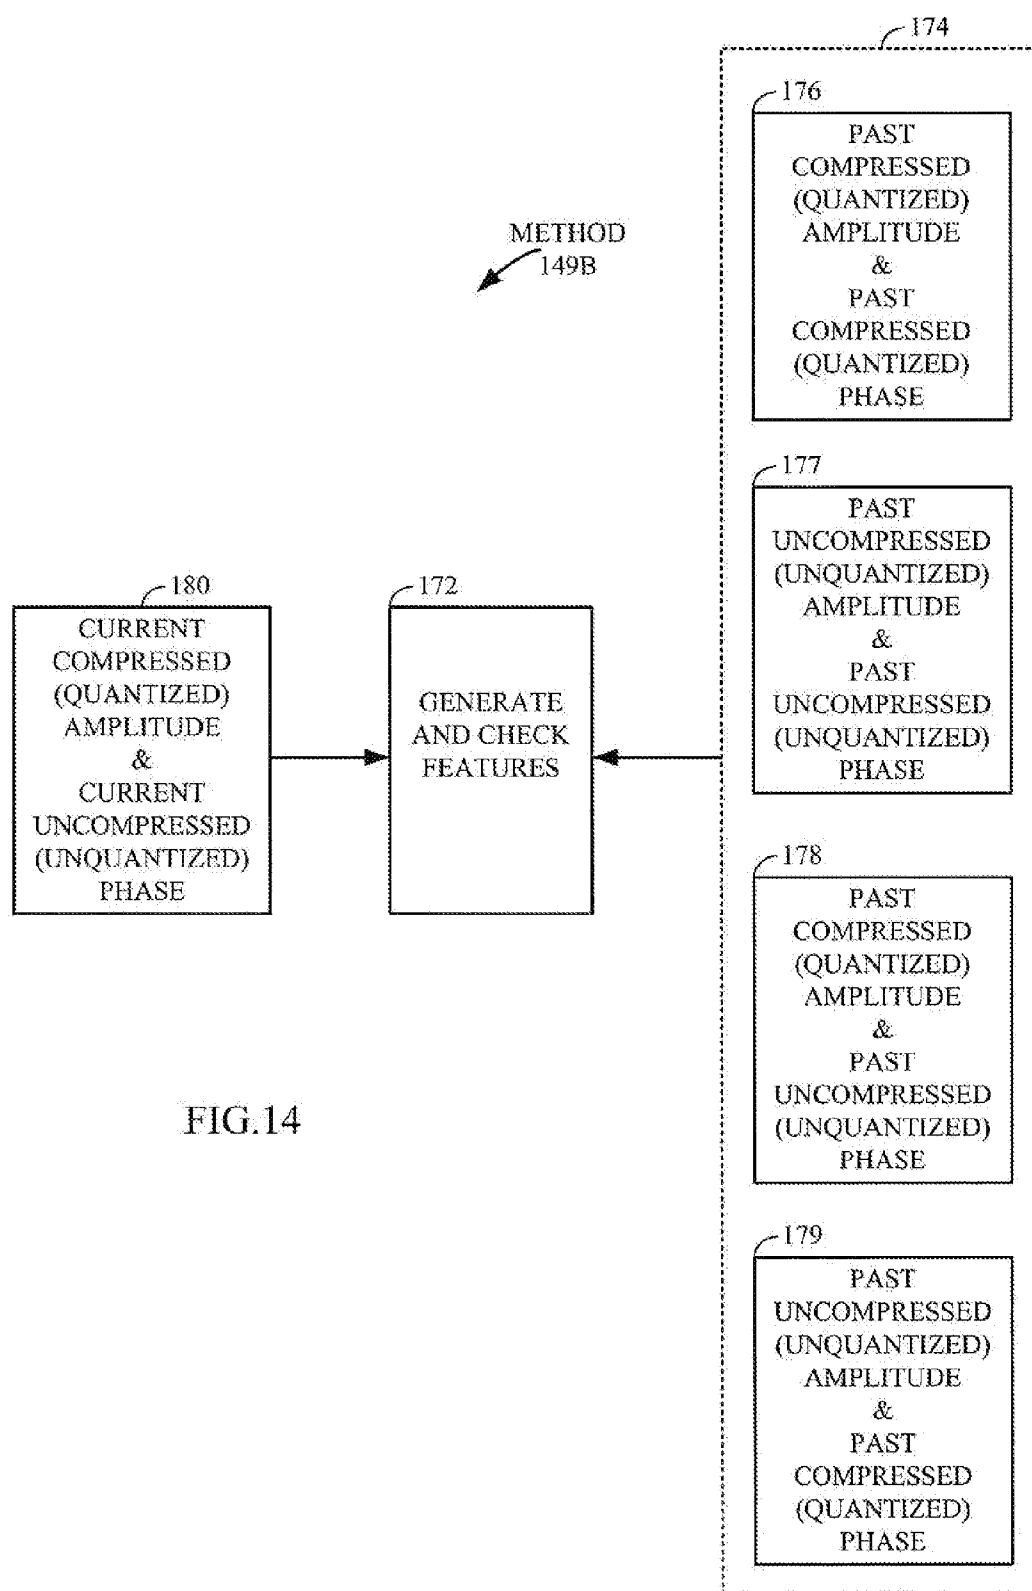 174
176
PAST
COMPRESSED
(QUANTIZED)
AMPLITUDE
&
PAST
COMPRESSED
(QUANTIZED)
PHASE
METHOD
149B
177
PAST
UNCOMPRESSED
(UNQUANTIZED)
AMPLITUDE
&
PAST
UNCOMPRESSED
(UNQUANTIZED)
PHASE
180
CURRENT
COMPRESSED
(QUANTIZED)
AMPLITUDE
&
CURRENT
UNCOMPRESSED
(UNQUANTIZED)
PHASE
172
GENERATE
AND CHECK
FEATURES
178
PAST
COMPRESSED
(QUANTIZED)
AMPLITUDE
&
PAST
UNCOMPRESSED
(UNQUANTIZED)
PHASE
FIG.14
179
PAST
UNCOMPRESSED
(UNQUANTIZED)
AMPLITUDE
&
PAST
COMPRESSED
(QUANTIZED)
PHASE